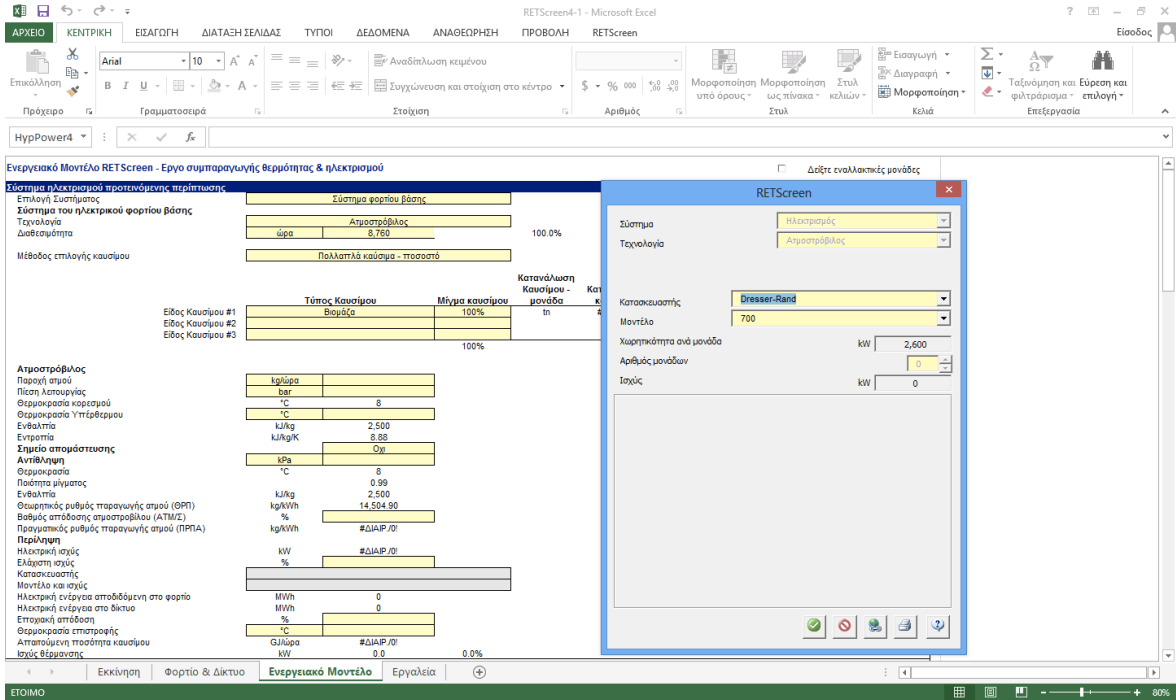 RETScreen4-1 - Microsoft Excel
ΑΡΧΕΙΟ ΚΕΝΤΡΙΚΗ ΕΙΣΑΓΩΓΗ ΔΙΑΤΑΞΗ ΣΕΛΙΔΑΣ ΤΥΠΟΙ ΔΕΔΟΜΕΝΑ ΑΝΑΘΕΩΡΗΣΗ ΠΡΟΒΟΛΗ RETScreen Είσοδος
Επικόλληση
Arial 10
Αναδίπλωση κειμένου
Συγχώνευση και στοίχιση στο κέντρο
Μορφοποίηση υπό όρους
Μορφοποίηση ως πίνακα
Στυλ κελιών
Εισαγωγή
Διαγραφή
Μορφοποίηση
Ταξινόμηση και φιλτράρισμα
Εύρεση και επιλογή
Πρόχειρο Γραμματοσειρά Στοίχιση Αριθμός Στυλ Κελιά Επεξεργασία
HypPower4 fx
Ενεργειακό Μοντέλο RETScreen - Εργο συμπαραγωγής θερμότητας & ηλεκτρισμού
Δείξτε εναλλακτικές μονάδες
Σύστημα ηλεκτρισμού προτεινόμενης περίπτωσης
Επιλογή Συστήματος Σύστημα φορτίου βάσης
Σύστημα του ηλεκτρικού φορτίου βάσης
Τεχνολογία Ατμοστρόβιλος
Διαθεσιμότητα ώρα 8,760 100.0%
Μέθοδος επιλογής καυσίμου Πολλαπλά καύσιμα - ποσοστό
Κατανάλωση
Καυσίμου - Κατ
Τύπος Καυσίμου Μίγμα καυσίμου μονάδα κ
Είδος Καυσίμου #1 Βιομάζα 100% tn #
Είδος Καυσίμου #2
Είδος Καυσίμου #3
100%
Ατμοστρόβιλος
Παροχή ατμού kg/ώρα
Πίεση λειτουργίας bar
Θερμοκρασία κορεσμού °C 8
Θερμοκρασία Υπέρθερμου °C
Ενθαλπία kJ/kg 2,500
Εντροπία kJ/kg/K 8.88
Σημείο απομάστευσης Οχι
Αντίθληψη kPa
Θερμοκρασία °C 8
Ποιότητα μίγματος 0.99
Ενθαλπία kJ/kg 2,500
Θεωρητικός ρυθμός παραγωγής ατμού (ΘΡΠ) kg/kWh 14,504.90
Βαθμός απόδοσης ατμοστροβίλου (ΑΤΜ/Σ) %
Πραγματικός ρυθμός παραγωγής ατμού (ΠΡΠΑ) kg/kWh #ΔΙΑΙΡ./0!
Περίληψη
Ηλεκτρική ισχύς kW #ΔΙΑΙΡ./0!
Ελάχιστη ισχύς %
Κατασκευαστής
Μοντέλο και ισχύς
Ηλεκτρική ενέργεια αποδιδόμενη στο φορτίο MWh 0
Ηλεκτρική ενέργεια στο δίκτυο MWh 0
Εποχιακή απόδοση %
Θερμοκρασία επιστροφής °C
Απαιτούμενη ποσότητα καυσίμου GJ/ώρα #ΔΙΑΙΡ./0!
Ισχύς θέρμανσης kW 0.0 0.0%
RETScreen
Σύστημα Ηλεκτρισμός
Τεχνολογία Ατμοστρόβιλος
Κατασκευαστής Dresser-Rand
Μοντέλο 700
Χωρητικότητα ανά μονάδα kW 2,600
Αριθμός μονάδων 0
Ισχύς kW 0
Εκκίνηση Φορτίο & Δίκτυο Ενεργειακό Μοντέλο Εργαλεία
ΕΤΟΙΜΟ 80%